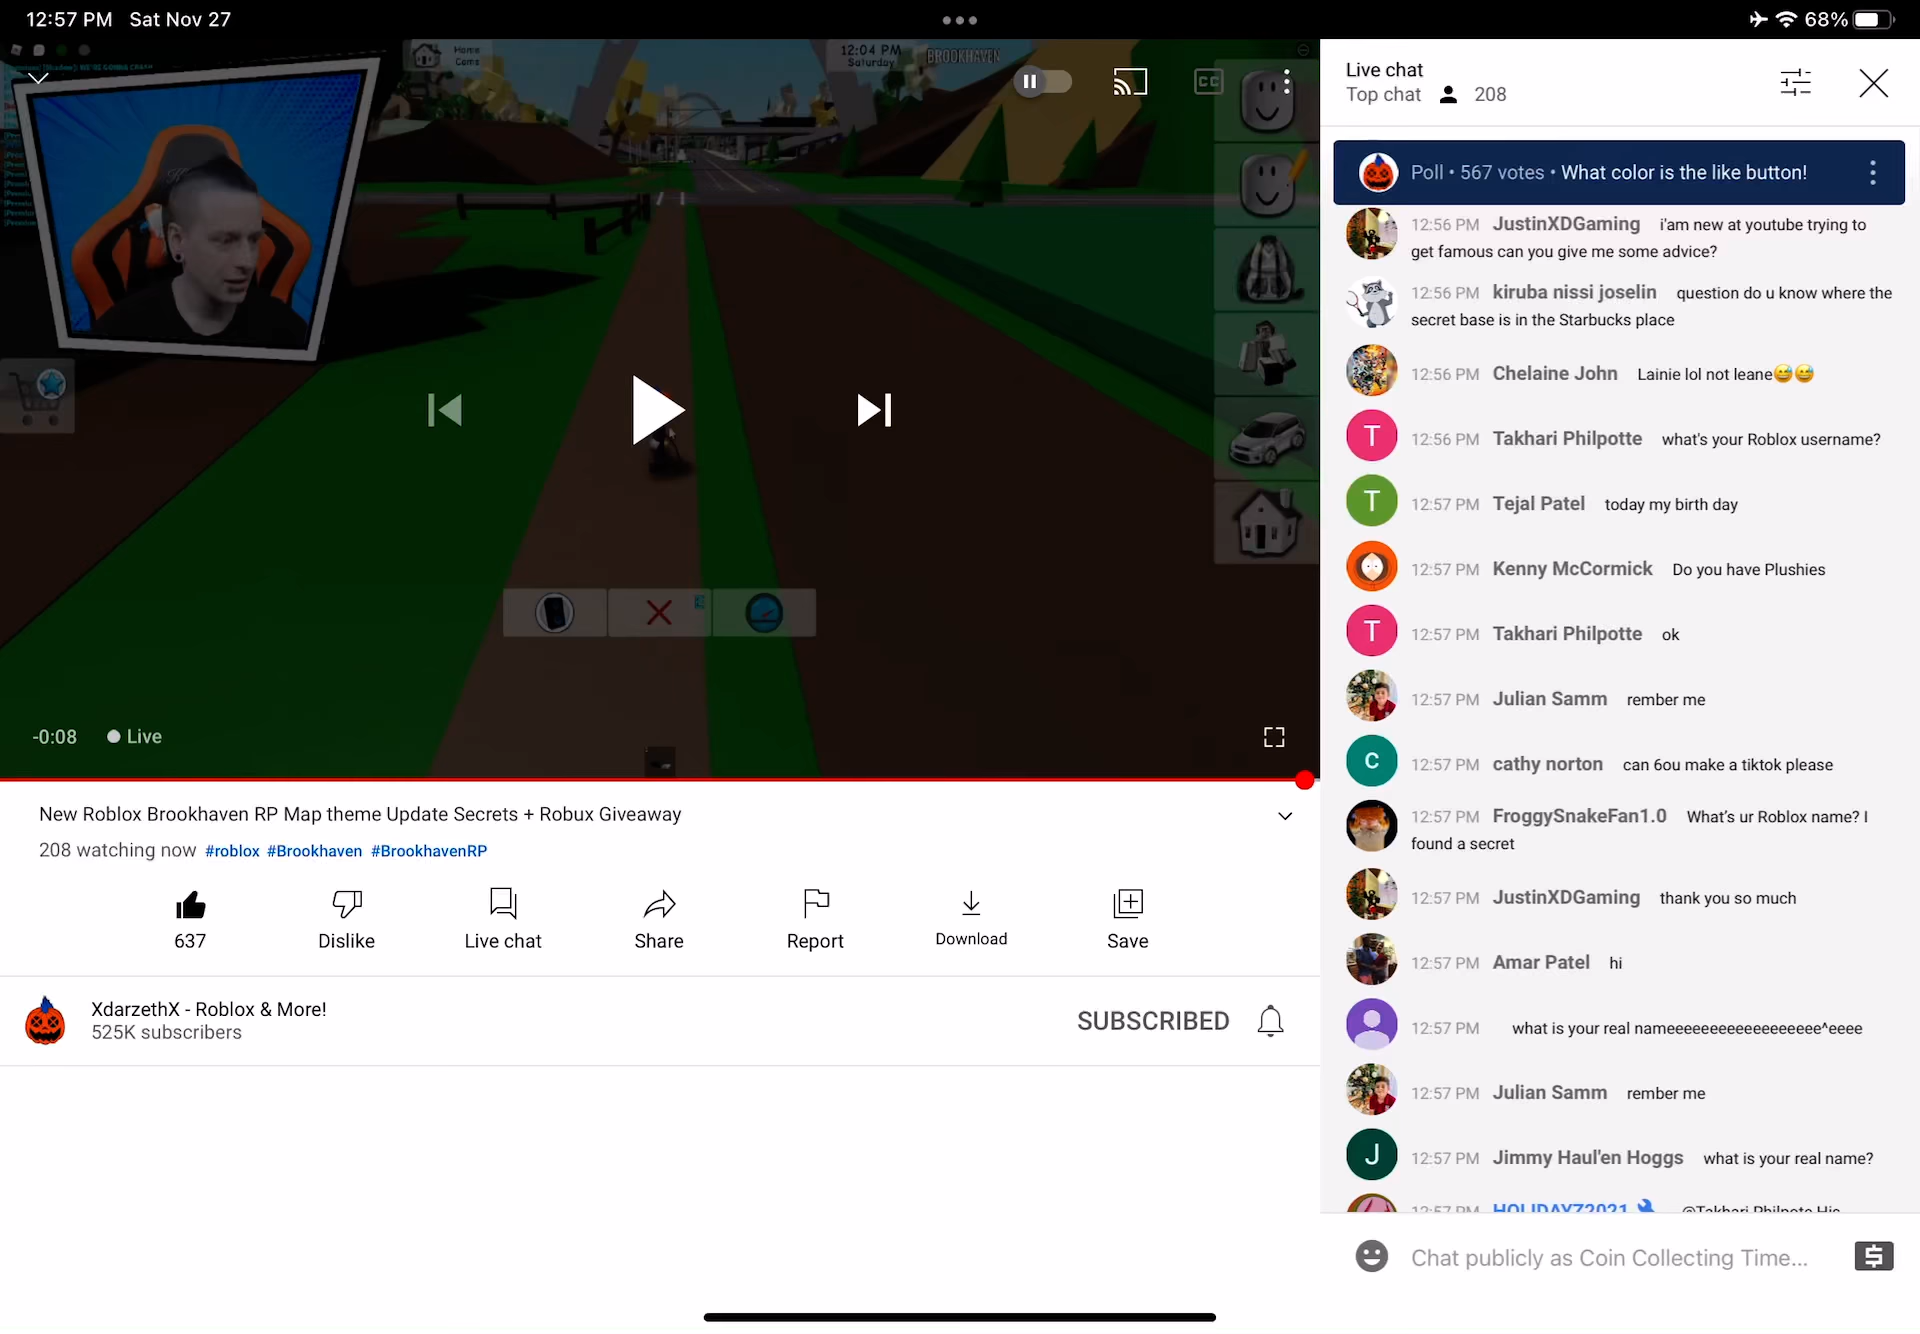 12:57 PM Sat Nov 27
68%
Home
12:04 PM
Saturday
BROOKHAVEN
CC
-0:08 Live
New Roblox Brookhaven RP Map theme Update Secrets + Robux Giveaway
208 watching now #roblox #Brookhaven #BrookhavenRP
637
Dislike
Live chat
Share
Report
Download
Save
XdarzethX - Roblox & More!
525K subscribers
SUBSCRIBED
Live chat
Top chat 208
Poll • 567 votes • What color is the like button!
12:56 PM JustinXDGaming i'am new at youtube trying to
get famous can you give me some advice?
12:56 PM kiruba nissi joselin question do u know where the
secret base is in the Starbucks place
12:56 PM Chelaine John Lainie lol not leane😅😅
T
12:56 PM Takhari Philpotte what's your Roblox username?
T
12:57 PM Tejal Patel today my birth day
12:57 PM Kenny McCormick Do you have Plushies
T
12:57 PM Takhari Philpotte ok
12:57 PM Julian Samm rember me
C
12:57 PM cathy norton can 6ou make a tiktok please
12:57 PM FroggySnakeFan1.0 What's ur Roblox name? I
found a secret
12:57 PM JustinXDGaming thank you so much
12:57 PM Amar Patel hi
12:57 PM what is your real nameeeeeeeeeeeeeeeeee^eeee
12:57 PM Julian Samm rember me
J
12:57 PM Jimmy Haul'en Hoggs what is your real name?
12:57 PM HOLIDAYZ2021 @Takhari Philpote His
Chat publicly as Coin Collecting Time...